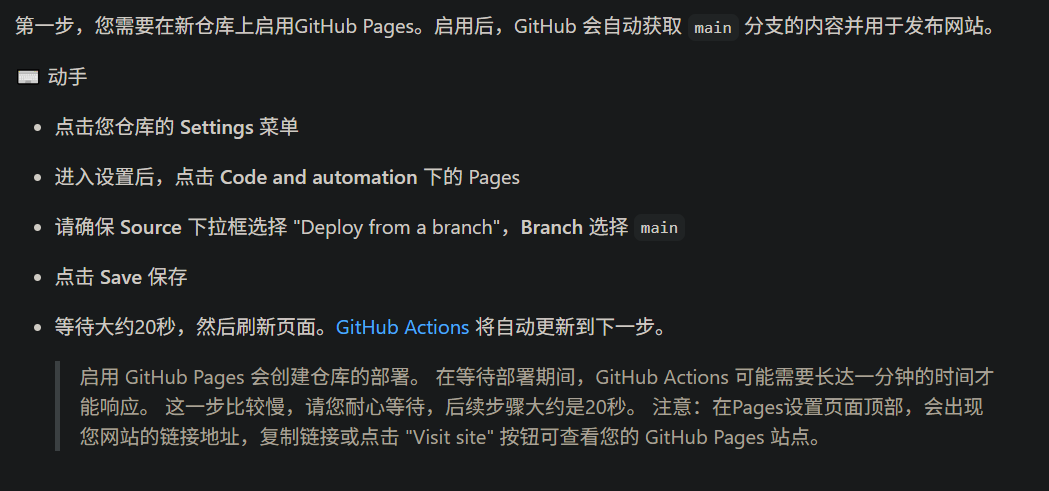 第一步，您需要在新仓库上启用GitHub Pages。启用后，GitHub 会自动获取 main 分支的内容并用于发布网站。
⌨️ 动手
• 点击您仓库的 Settings 菜单
• 进入设置后，点击 Code and automation 下的 Pages
• 请确保 Source 下拉框选择 "Deploy from a branch"，Branch 选择 main
• 点击 Save 保存
• 等待大约20秒，然后刷新页面。GitHub Actions 将自动更新到下一步。
启用 GitHub Pages 会创建仓库的部署。 在等待部署期间，GitHub Actions 可能需要长达一分钟的时间才
能响应。 这一步比较慢，请您耐心等待，后续步骤大约是20秒。 注意：在Pages设置页面顶部，会出现
您网站的链接地址，复制链接或点击 "Visit site" 按钮可查看您的 GitHub Pages 站点。